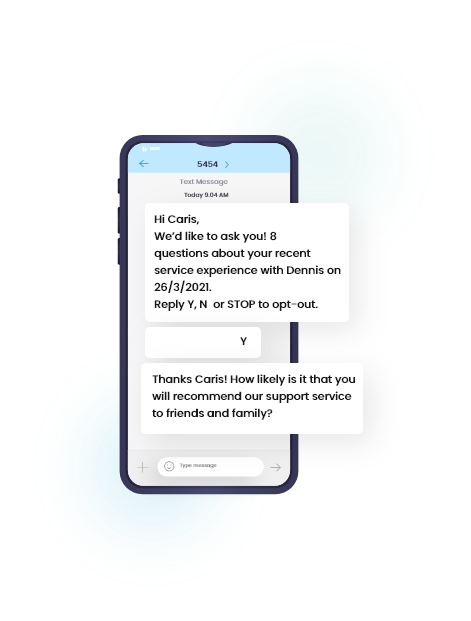 5454
Text Message
Today 9.04 AM
Hi Caris,
We'd like to ask you! 8
questions about your recent
service experience with Dennis on
26/3/2021.
Reply Y, N or STOP to opt-out.
Y
Thanks Caris! How likely is it that you
will recommend our support service
to friends and family?
Type message